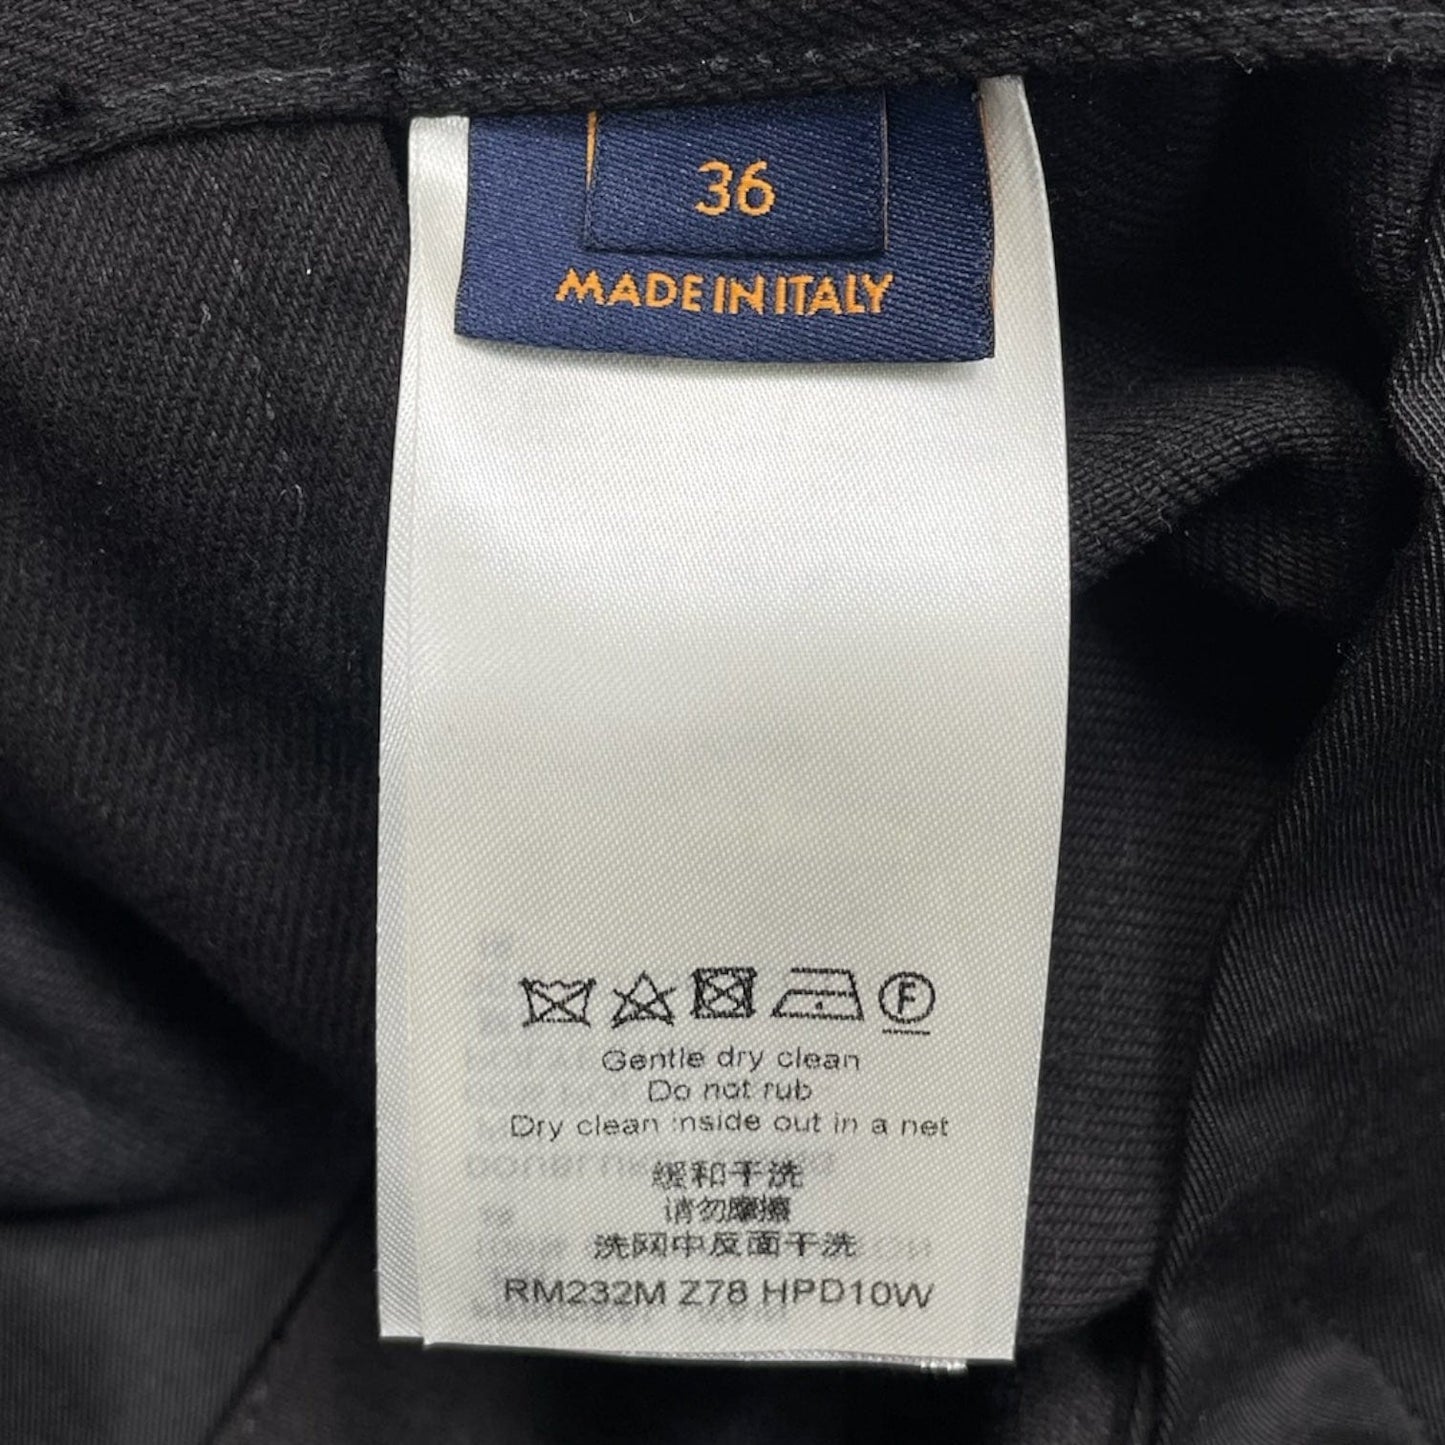 36
MADE IN ITALY
F
Gentle dry clean
Do not rub
Dry clean inside out in a net
缓和干洗
请勿摩擦
洗网中反面干洗
RM232M Z78 HPD10W